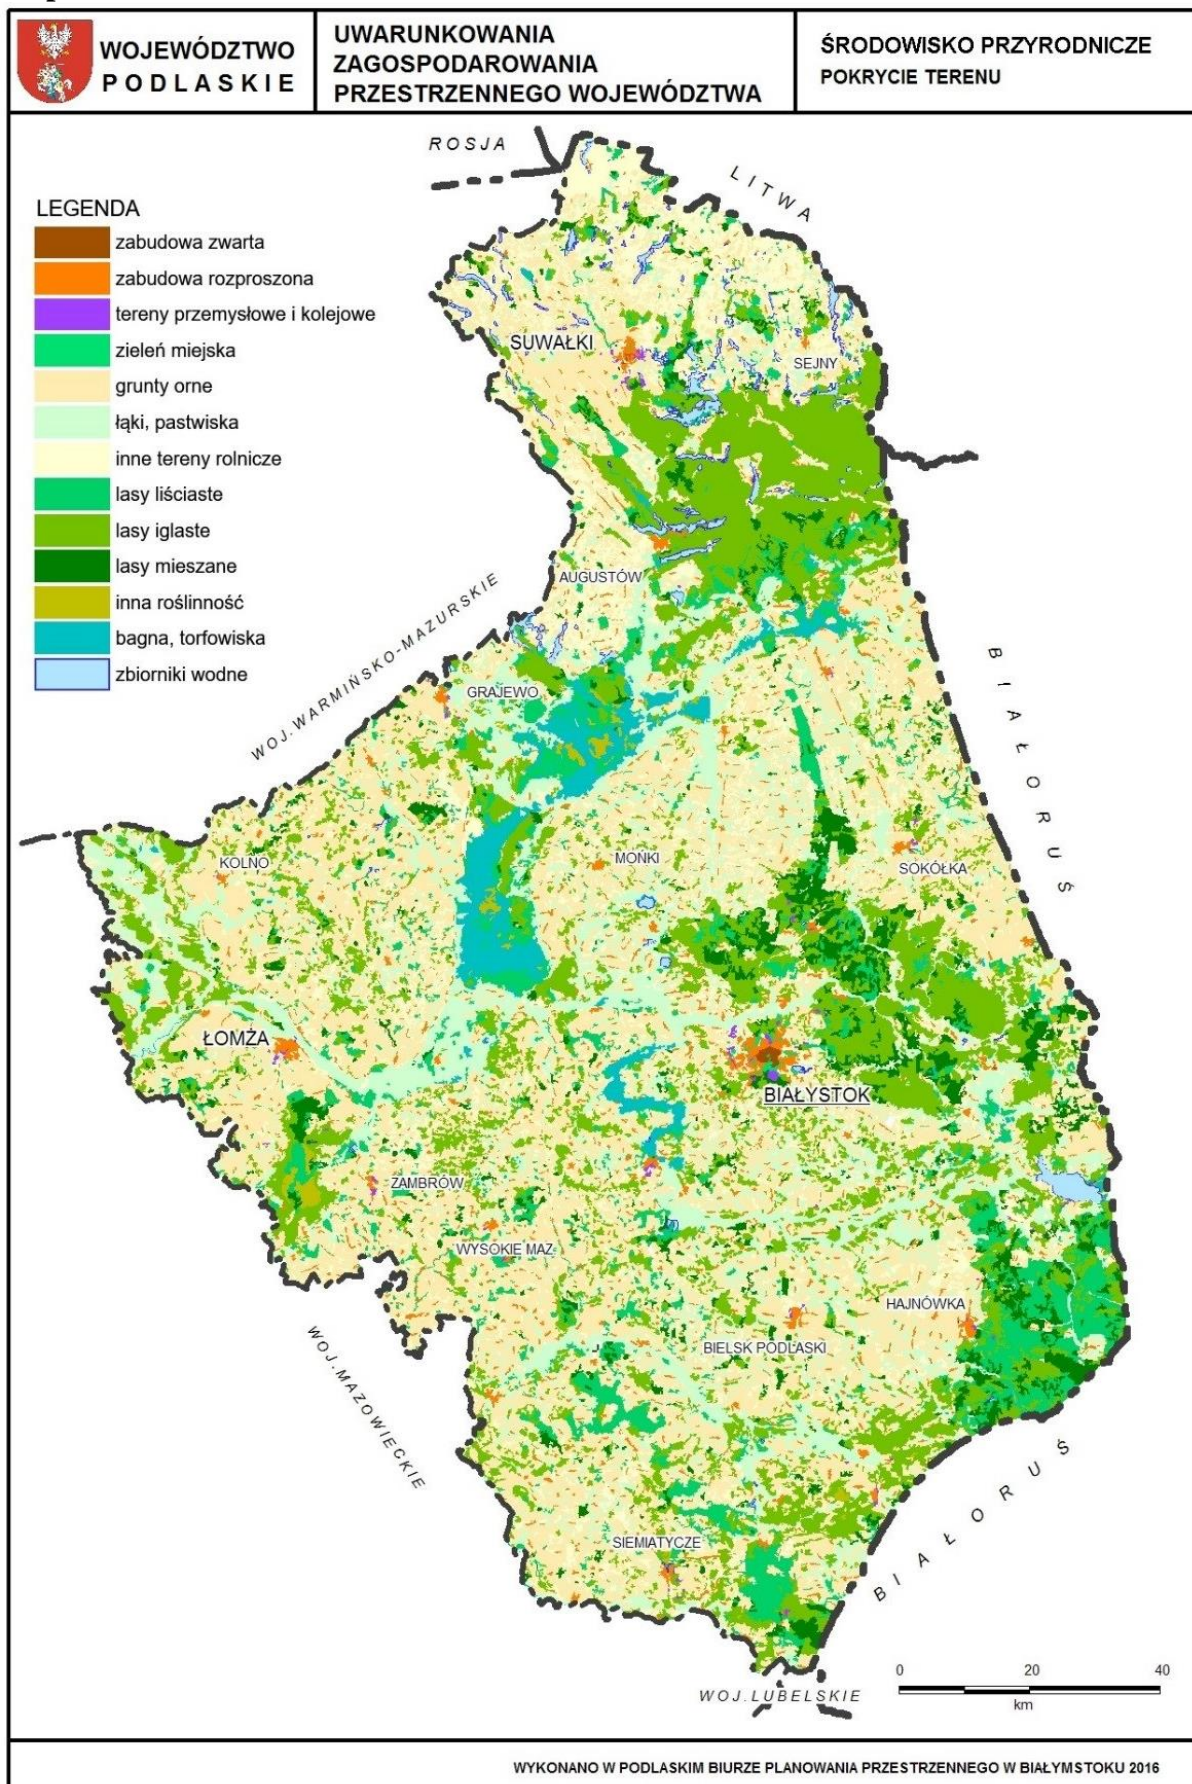 WOJEWÓDZTWO
PODLASKIE
UWARUNKOWANIA
ZAGOSPODAROWANIA
PRZESTRZENNEGO WOJEWÓDZTWA
ŚRODOWISKO PRZYRODNICZE
POKRYCIE TERENU
ROSJA
LITWA
LEGENDA
zabudowa zwarta
zabudowa rozproszona
tereny przemysłowe i kolejowe
zieleń miejska
grunty orne
łąki, pastwiska
inne tereny rolnicze
lasy liściaste
lasy iglaste
lasy mieszane
inna roślinność
bagna, torfowiska
zbiorniki wodne
SUWAŁKI
SEJNY
AUGUSTÓW
WOJ.WARMIŃSKO-MAZURSKIE
GRAJEWO
BIAŁORUŚ
KOLNO
MOŃKI
SOKÓŁKA
ŁOMŻA
BIAŁYSTOK
ZAMBRÓW
WYSOKIE MAZ.
HAJNÓWKA
BIELSK PODLASKI
WOJ.MAZOWIECKIE
BIAŁORUŚ
SIEMIATYCZE
WOJ.LUBELSKIE
0 20 40
km
WYKONANO W PODLASKIM BIURZE PLANOWANIA PRZESTRZENNEGO W BIAŁYMSTOKU 2016